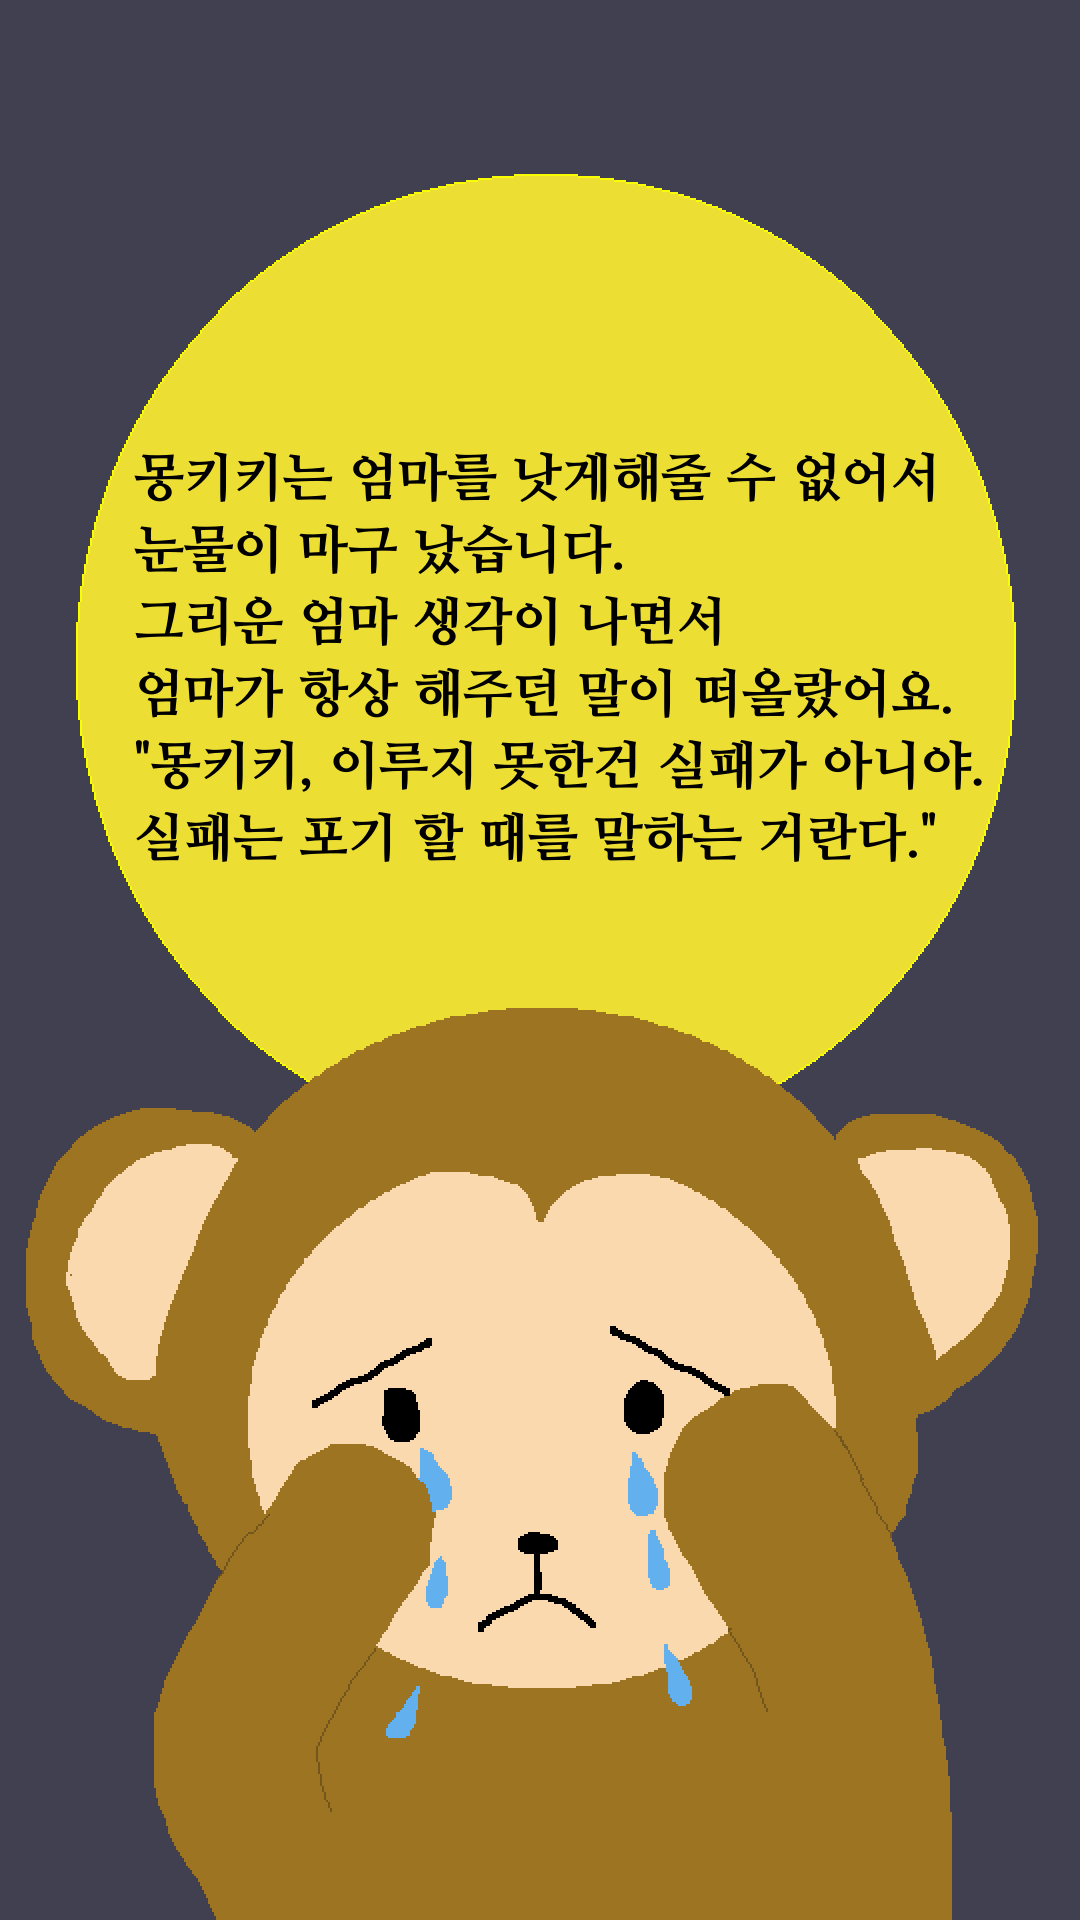 몽키키는 엄마를 낫게해줄 수 없어서
눈물이 마구 났습니다.
그리운 엄마 생각이 나면서
엄마가 항상 해주던 말이 떠올랐어요.
"몽키키, 이루지 못한건 실패가 아니야.
실패는 포기 할 때를 말하는 거란다."